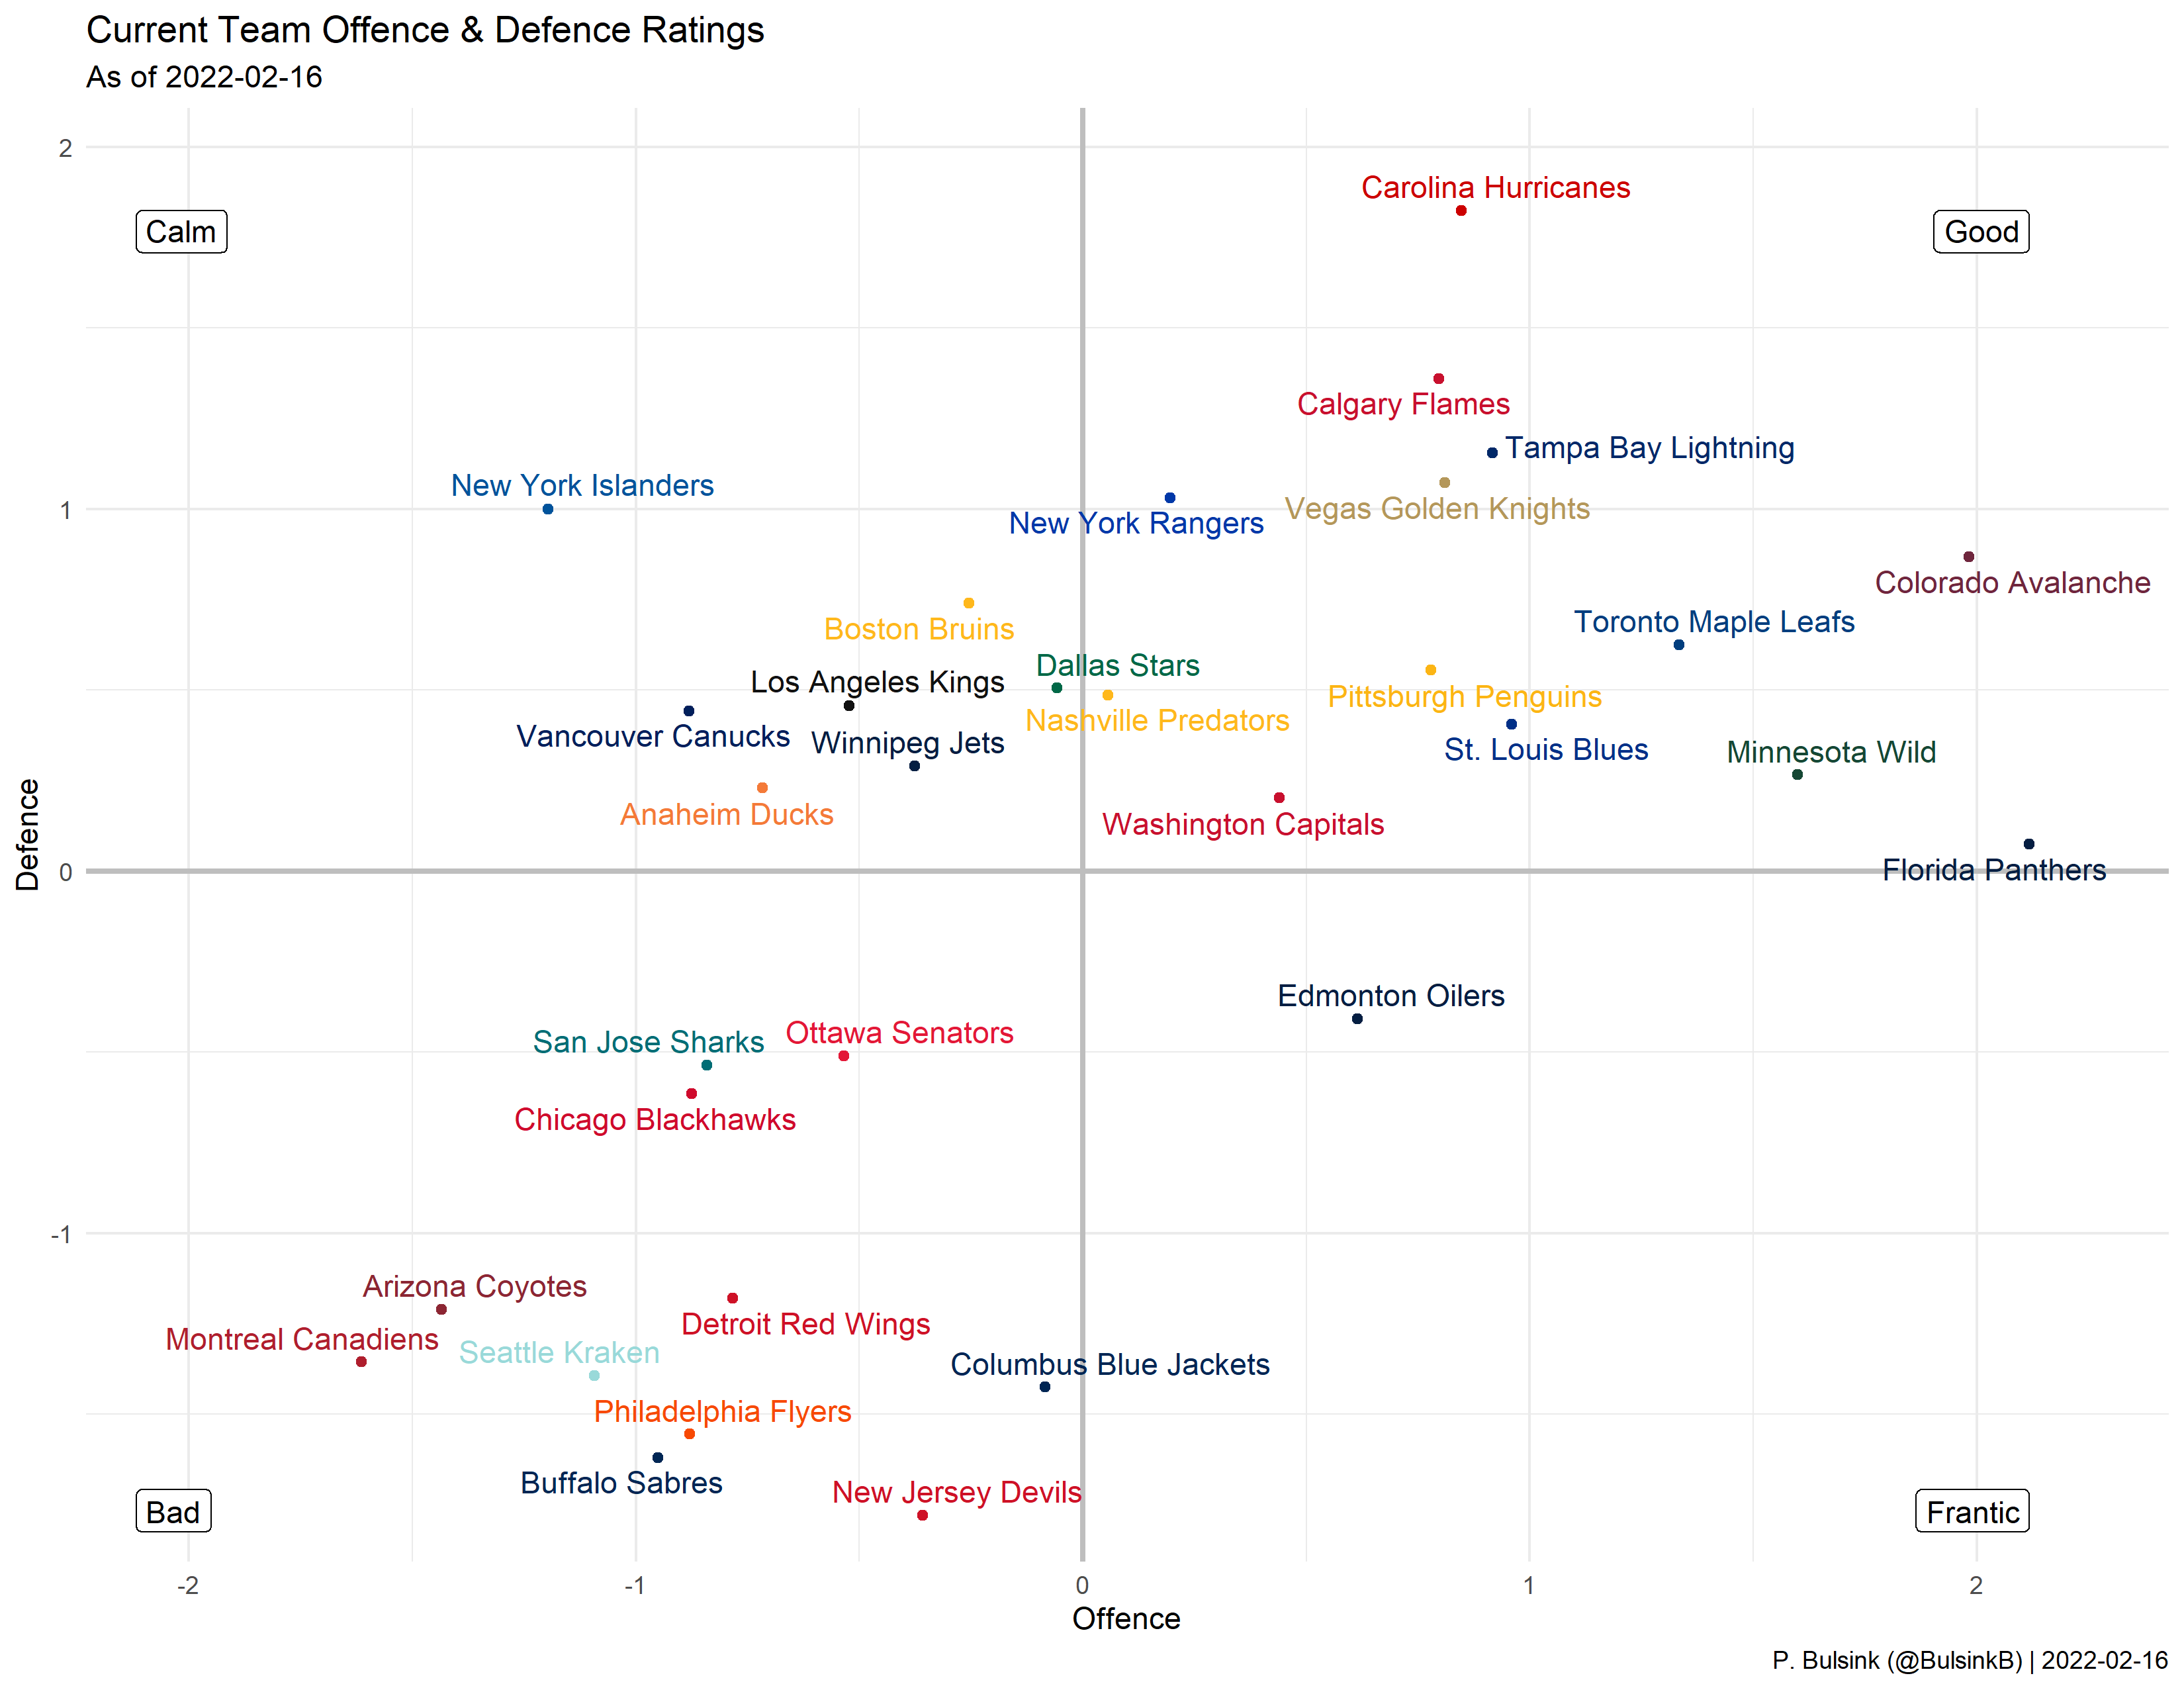 Current Team Offence & Defence Ratings
As of 2022-02-16
2
Carolina Hurricanes
Calm
Good
Calgary Flames
Tampa Bay Lightning
New York Islanders
Vegas Golden Knights
1
New York Rangers
Colorado Avalanche
Toronto Maple Leafs
Boston Bruins
Dallas Stars
Los Angeles Kings
Pittsburgh Penguins
Nashville Predators
Vancouver Canucks
Winnipeg Jets
St. Louis Blues
Minnesota Wild
Anaheim Ducks
Washington Capitals
Defence
0
Florida Panthers
Edmonton Oilers
Ottawa Senators
San Jose Sharks
Chicago Blackhawks
-1
Arizona Coyotes
Detroit Red Wings
Montreal Canadiens
Seattle Kraken
Columbus Blue Jackets
Philadelphia Flyers
Buffalo Sabres
New Jersey Devils
Bad
Frantic
-2
-1
0
1
2
Offence
P. Bulsink (@BulsinkB) | 2022-02-16